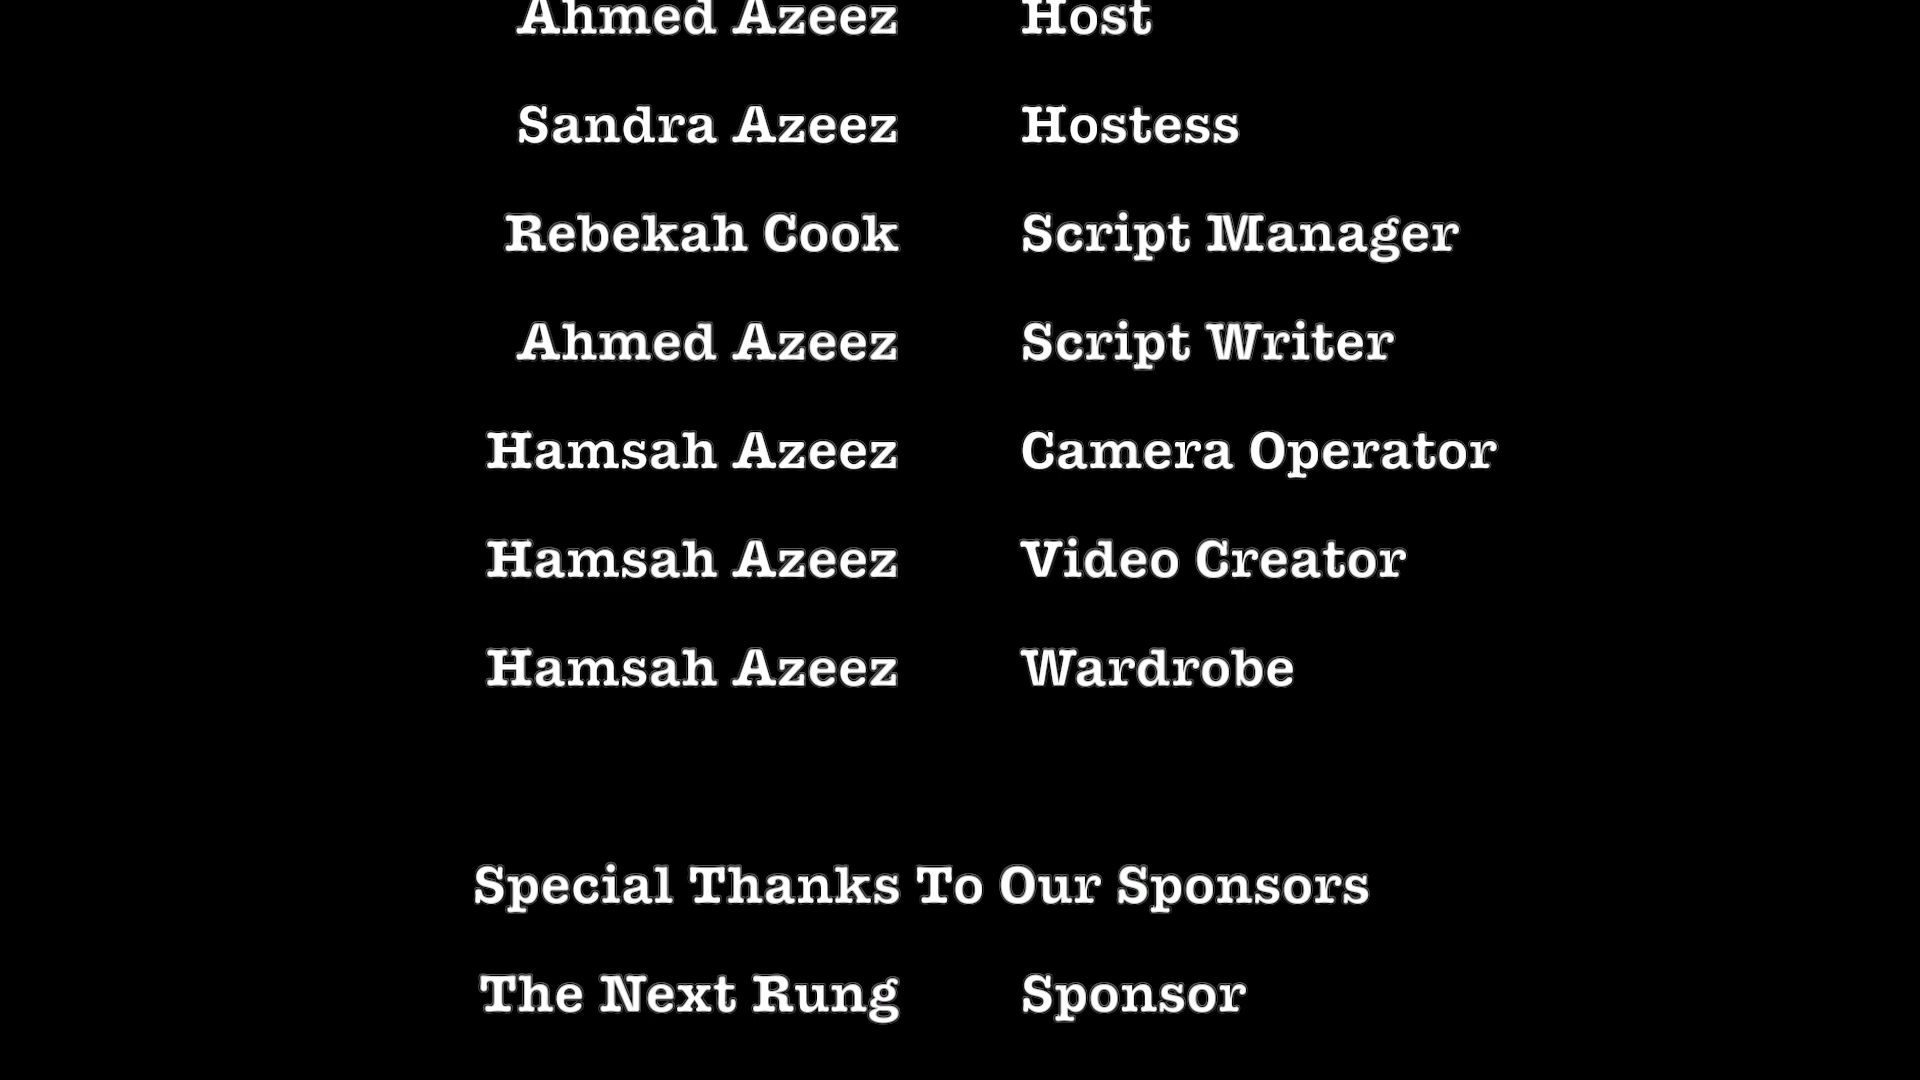 Ahmed Azeez Host
Sandra Azeez Hostess
Rebekah Cook Script Manager
Ahmed Azeez Script Writer
Hamsah Azeez Camera Operator
Hamsah Azeez Video Creator
Hamsah Azeez Wardrobe
Special Thanks To Our Sponsors
The Next Rung Sponsor